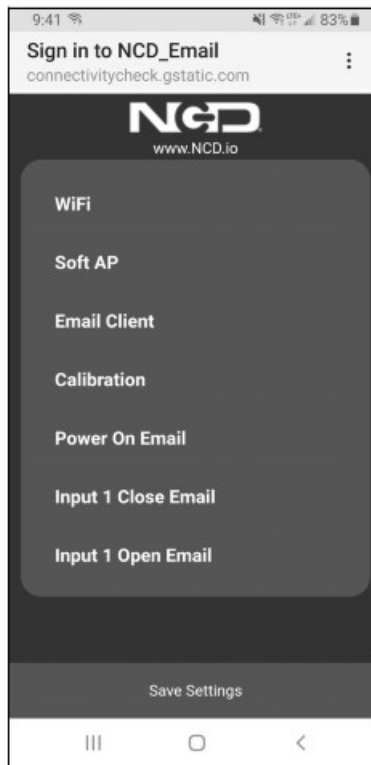 9:41 83%
Sign in to NCD_Email
connectivitycheck.gstatic.com
NCD
www.NCD.io
WiFi
Soft AP
Email Client
Calibration
Power On Email
Input 1 Close Email
Input 1 Open Email
Save Settings